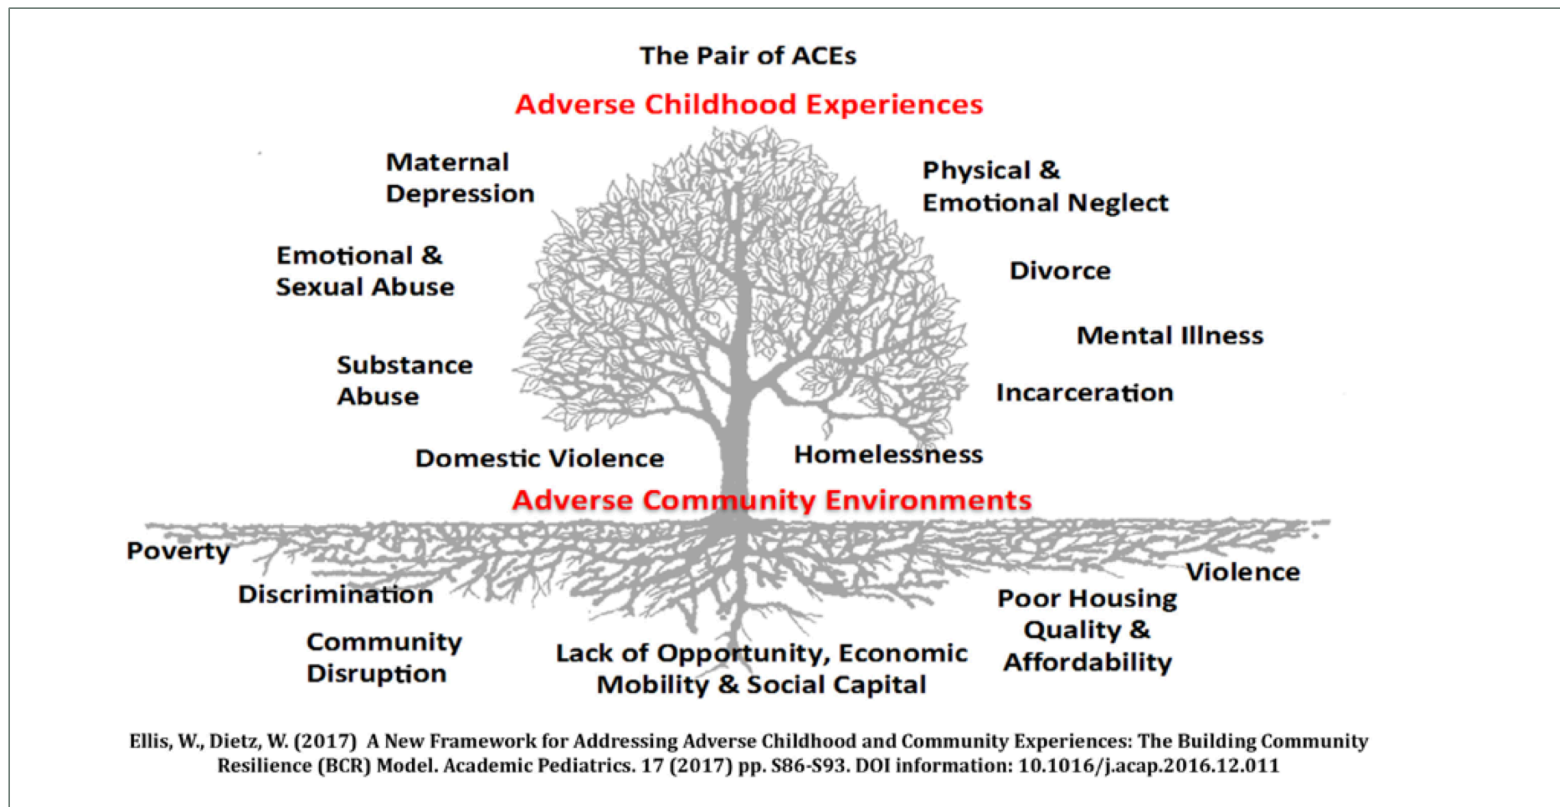 The Pair of ACEs
Adverse Childhood Experiences
Maternal
Depression
Physical &
Emotional Neglect
Emotional &
Sexual Abuse
Divorce
Mental Illness
Substance
Abuse
Incarceration
Domestic Violence
Homelessness
Adverse Community Environments
Poverty
Violence
Discrimination
Poor Housing
Quality &
Affordability
Community
Disruption
Lack of Opportunity, Economic
Mobility & Social Capital
Ellis, W., Dietz, W. (2017) A New Framework for Addressing Adverse Childhood and Community Experiences: The Building Community
Resilience (BCR) Model. Academic Pediatrics. 17 (2017) pp. S86-S93. DOI information: 10.1016/j.acap.2016.12.011